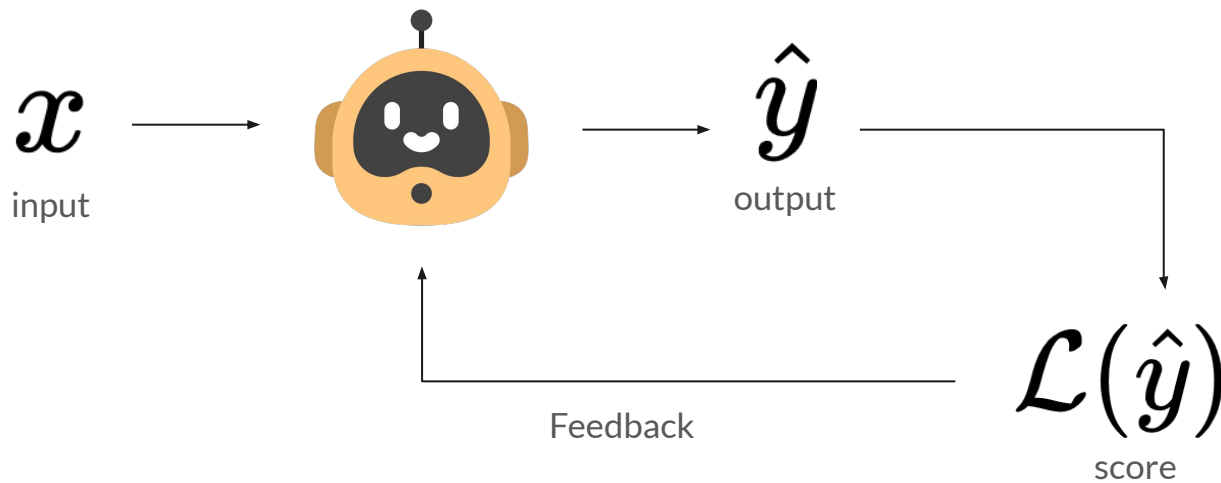 x
input
ŷ
output
ℒ(ŷ)
score
Feedback